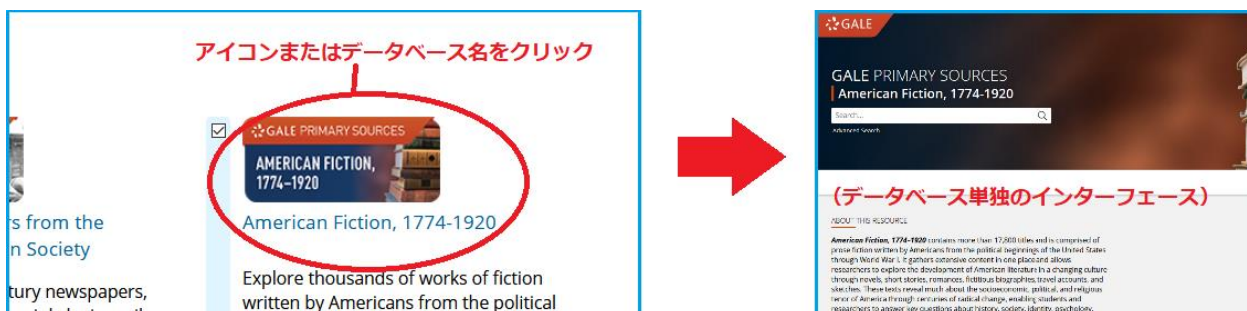 アイコンまたはデータベース名をクリック
GALE PRIMARY SOURCES
AMERICAN FICTION,
1774–1920
rs from the
n Society
American Fiction, 1774-1920
tury newspapers,
Explore thousands of works of fiction
written by Americans from the political
GALE
GALE PRIMARY SOURCES
American Fiction, 1774-1920
Search...
Advanced Search
(データベース単独のインターフェース)
ABOUT THIS RESOURCE
American Fiction, 1774-1920 contains more than 17,800 titles and is comprised of
prose fiction written by Americans from the political beginnings of the United States
through World War I. It gathers extensive content in one place and allows
researchers to explore the development of American literature in a changing culture
through novels, short stories, romances, fictitious biographies, travel accounts, and
sketches. These texts reveal much about the socioeconomic, political, and religious
tenor of America through centuries of radical change, enabling students and
researchers to answer key questions about history, society, identity, psychology,